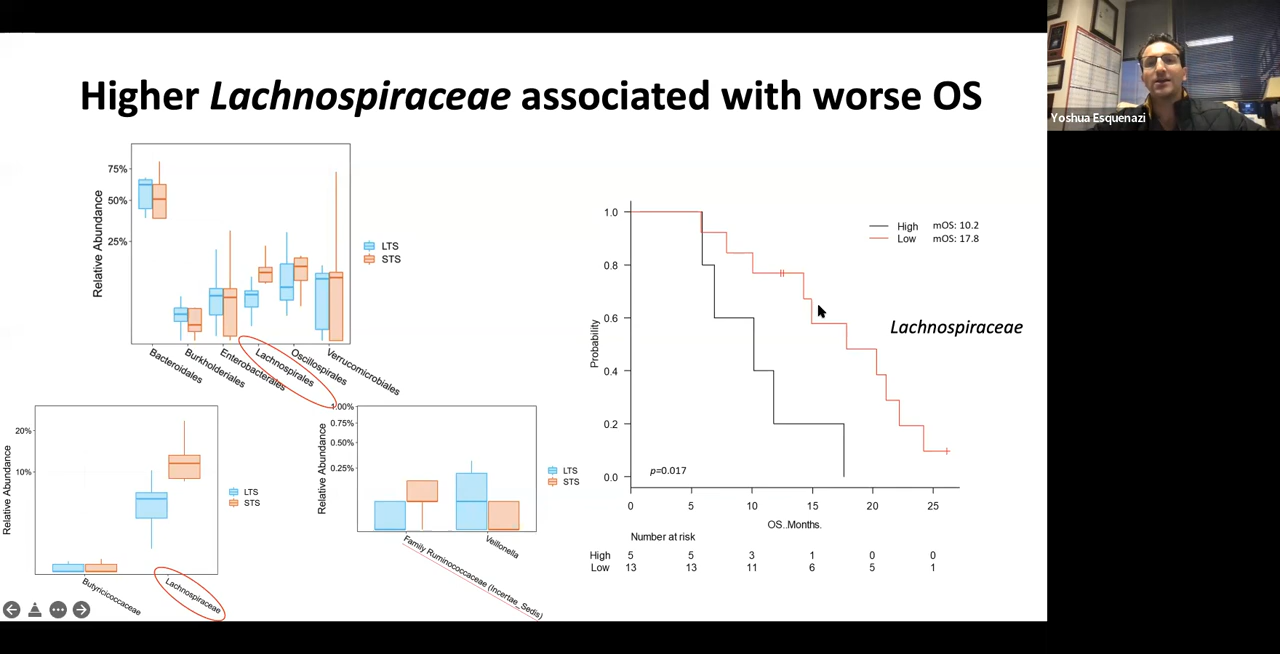 Higher Lachnospiraceae associated with worse OS
Yoshua Esquenazi
Relative Abundance
75%
50%
25%
LTS
STS
Bacteroidales
Burkholderiales
Enterobacterales
Lachnospirales
Oscillospirales
Verrucomicrobiales
Relative Abundance
20%
10%
LTS
STS
Butyricicoccaceae
Lachnospiraceae
Relative Abundance
1.00%
0.75%
0.50%
0.25%
LTS
STS
Family Ruminococcaceae (Incertae_Sedis)
Veillonella
Probability
1.0
0.8
0.6
0.4
0.2
0.0
High mOS: 10.2
Low mOS: 17.8
Lachnospiraceae
p=0.017
0 5 10 15 20 25
OS..Months.
Number at risk
High 5 5 3 1 0 0
Low 13 13 11 6 5 1